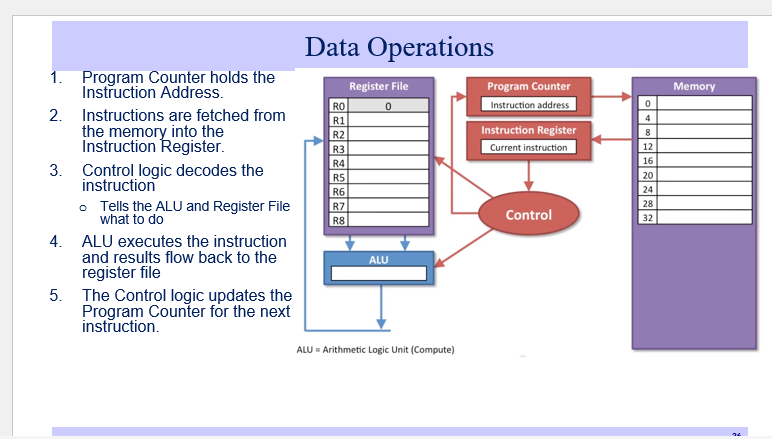 Data Operations
1. Program Counter holds the
Instruction Address.
2. Instructions are fetched from
the memory into the
Instruction Register.
3. Control logic decodes the
instruction
o Tells the ALU and Register File
what to do
4. ALU executes the instruction
and results flow back to the
register file
5. The Control logic updates the
Program Counter for the next
instruction.
Register File
R0 0
R1
R2
R3
R4
R5
R6
R7
R8
ALU
Program Counter
Instruction address
Instruction Register
Current instruction
Control
Memory
0
4
8
12
16
20
24
28
32
ALU = Arithmetic Logic Unit (Compute)